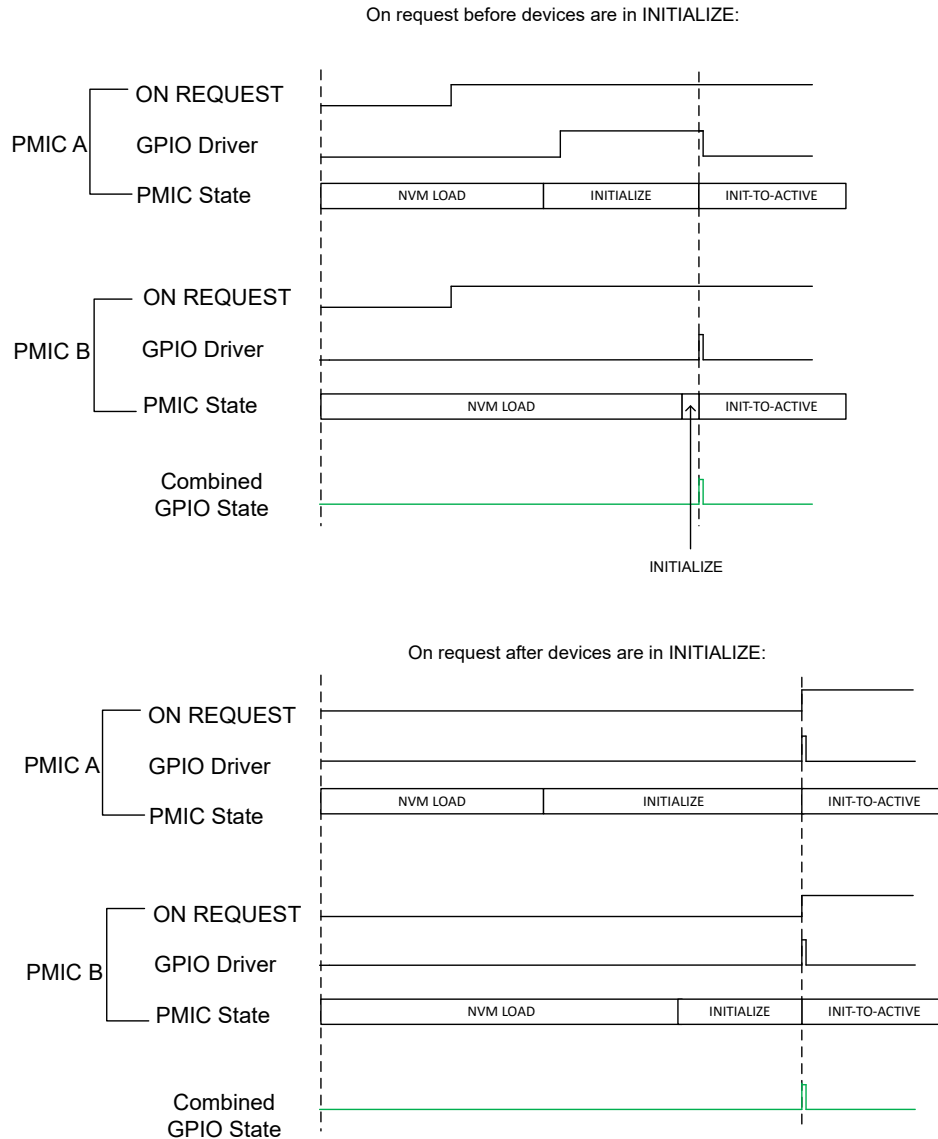 On request before devices are in INITIALIZE:
ON REQUEST
PMIC A
GPIO Driver
PMIC State
NVM LOAD
INITIALIZE
INIT-TO-ACTIVE
ON REQUEST
PMIC B
GPIO Driver
PMIC State
NVM LOAD
INIT-TO-ACTIVE
Combined
GPIO State
INITIALIZE
On request after devices are in INITIALIZE:
ON REQUEST
PMIC A
GPIO Driver
PMIC State
NVM LOAD
INITIALIZE
INIT-TO-ACTIVE
ON REQUEST
PMIC B
GPIO Driver
PMIC State
NVM LOAD
INITIALIZE
INIT-TO-ACTIVE
Combined
GPIO State